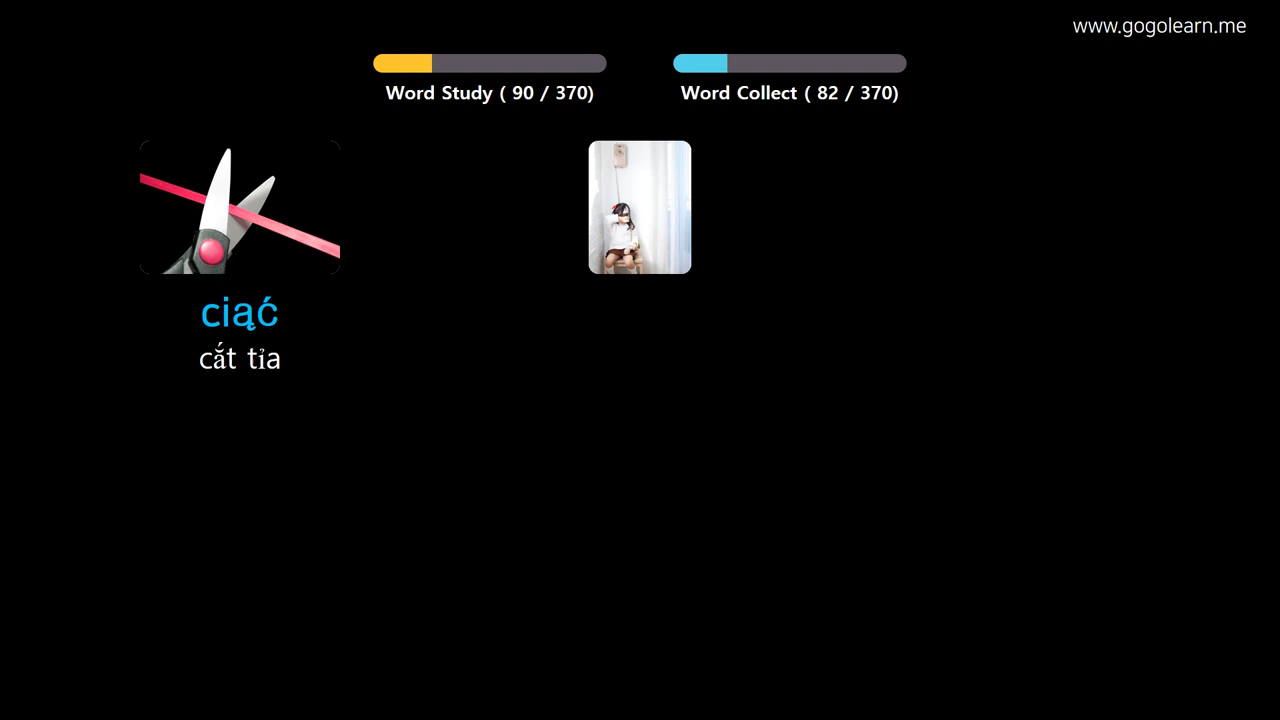 www.gogolearn.me
Word Study ( 90 / 370)
Word Collect ( 82 / 370)
ciąć
cắt tỉa